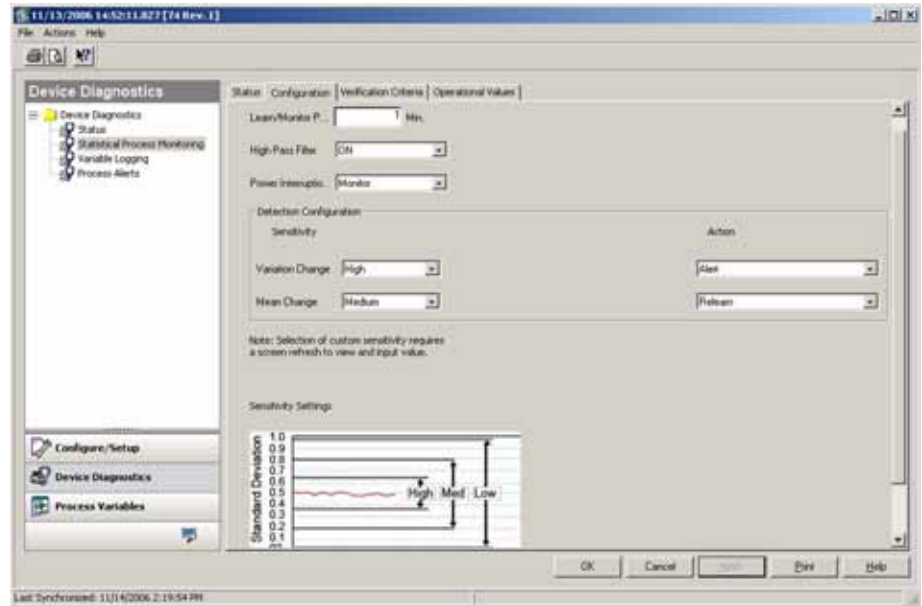 11/13/2006 14:52:11.827 [74 Rev. 1]
File Actions Help
Device Diagnostics
Device Diagnostics
Status
Statistical Process Monitoring
Variable Logging
Process Alerts
Configure/Setup
Device Diagnostics
Process Variables
Status Configuration Verification Criteria Operational Values
Learn/Monitor P... 1 Min.
High Pass Filter ON
Power Interruptio... Monitor
Detection Configuration
Sensitivity Action
Variation Change High Alert
Mean Change Medium Relearn
Note: Selection of custom sensitivity requires
a screen refresh to view and input value.
Sensitivity Settings
Standard Deviation
1.0
0.9
0.8
0.7
0.6
0.5
0.4
0.3
0.2
0.1
High Med Low
OK Cancel Print Help
Last Synchronized: 11/14/2006 2:19:54 PM